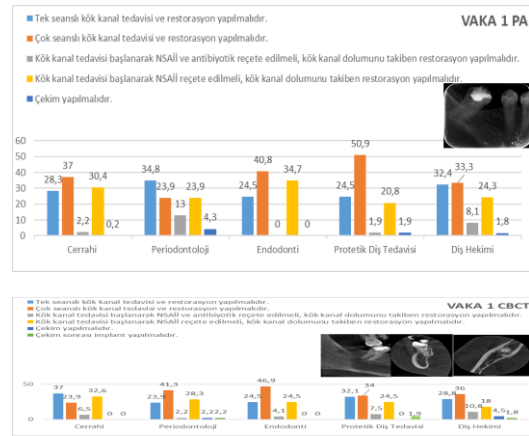 Tek seanslı kök kanal tedavisi ve restorasyon yapılmalıdır.
VAKA 1 PA
Çok seanslı kök kanal tedavisi ve restorasyon yapılmalıdır.
Kök kanal tedavisi başlanarak NSAİİ ve antibiyotik reçete edilmeli, kök kanal dolumunu takiben restorasyon yapılmalıdır.
Kök kanal tedavisi başlanarak NSAİİ reçete edilmeli, kök kanal dolumunu takiben restorasyon yapılmalıdır.
Çekim yapılmalıdır.
60
50
40
30
20
10
0
28,3 37 2,2 30,4 0,2
34,8 23,9 13 23,9 4,3
24,5 40,8 0 34,7 0
24,5 50,9 1,9 20,8 1,9
32,4 33,3 8,1 24,3 1,8
Cerrahi Periodontoloji Endodonti Protetik Diş Tedavisi Diş Hekimi
Tek seanslı kök kanal tedavisi ve restorasyon yapılmalıdır.
VAKA 1 CBCT
Çok seanslı kök kanal tedavisi ve restorasyon yapılmalıdır.
Kök kanal tedavisi başlanarak NSAİİ ve antibiyotik reçete edilmeli, kök kanal dolumunu takiben restorasyon yapılmalıdır.
Kök kanal tedavisi başlanarak NSAİİ reçete edilmeli, kök kanal dolumunu takiben restorasyon yapılmalıdır.
Çekim yapılmalıdır.
Çekim sonrası implant yapılmalıdır.
50
0
37 23,9 6,5 32,6 0 0
23,9 41,3 2,2 28,3 2,2 2,2
24,5 46,9 4,1 24,5 0 0
32,1 34 7,5 24,5 0 1,9
28,8 36 10,8 18 4,5 1,8
Cerrahi Periodontoloji Endodonti Protetik Diş Tedavisi Diş Hekimi